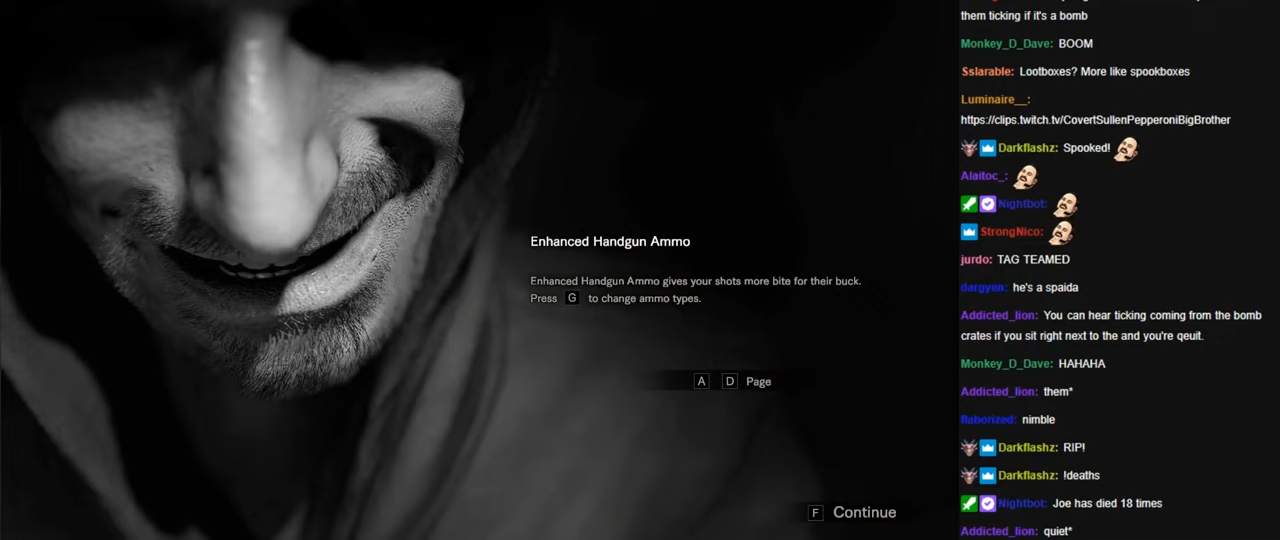 Enhanced Handgun Ammo
Enhanced Handgun Ammo gives your shots more bite for their buck.
Press G to change ammo types.
A D Page
F Continue
them ticking if it's a bomb
Monkey_D_Dave: BOOM
Sslarable: Lootboxes? More like spookboxes
Luminaire__:
https://clips.twitch.tv/CovertSullenPepperoniBigBrother
Darkflashz: Spooked!
Alaitoc_:
Nightbot:
StrongNico:
jurdo: TAG TEAMED
dargyen: he's a spaida
Addicted_lion: You can hear ticking coming from the bomb
crates if you sit right next to the and you're qeuit.
Monkey_D_Dave: HAHAHA
Addicted_lion: them*
flaborized: nimble
Darkflashz: RIP!
Darkflashz: !deaths
Nightbot: Joe has died 18 times
Addicted_lion: quiet*